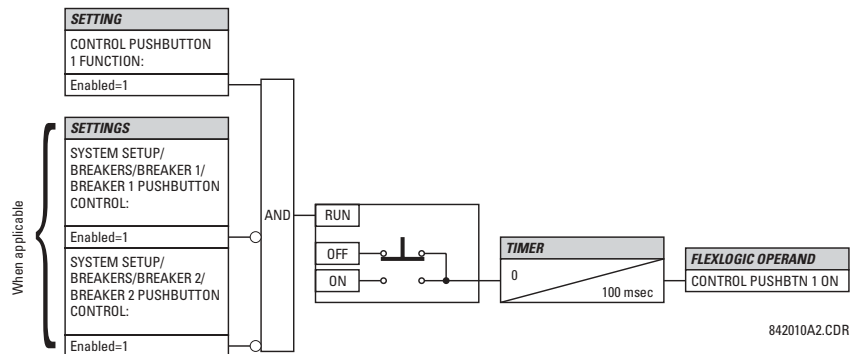 SETTING
CONTROL PUSHBUTTON
1 FUNCTION:
Enabled=1
When applicable
SETTINGS
SYSTEM SETUP/
BREAKERS/BREAKER 1/
BREAKER 1 PUSHBUTTON
CONTROL:
Enabled=1
SYSTEM SETUP/
BREAKERS/BREAKER 2/
BREAKER 2 PUSHBUTTON
CONTROL:
Enabled=1
AND
RUN
OFF
ON
TIMER
0
100 msec
FLEXLOGIC OPERAND
CONTROL PUSHBTN 1 ON
842010A2.CDR